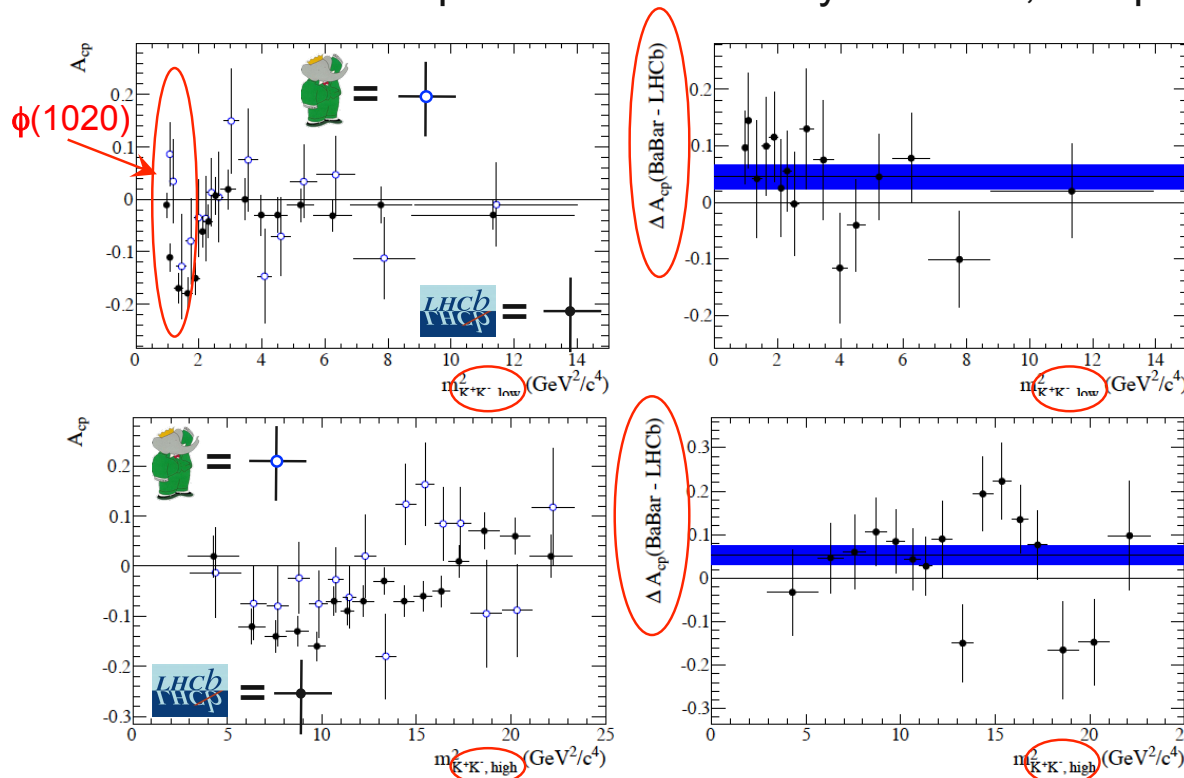 A_cp
0.2
0.1
0
-0.1
-0.2
0 2 4 6 8 10 12 14
m²_K⁺K⁻, low (GeV²/c⁴)
ϕ(1020)
=
LHCb
=
Δ A_cp(BaBar - LHCb)
0.2
0.1
0
-0.1
-0.2
0 2 4 6 8 10 12 14
m²_K⁺K⁻, low (GeV²/c⁴)
A_cp
0.2
0.1
0
-0.1
-0.2
-0.3
5 10 15 20 25
m²_K⁺K⁻, high (GeV²/c⁴)
=
LHCb
=
Δ A_cp(BaBar - LHCb)
0.3
0.2
0.1
0
-0.1
-0.2
-0.3
5 10 15 20 25
m²_K⁺K⁻, high (GeV²/c⁴)